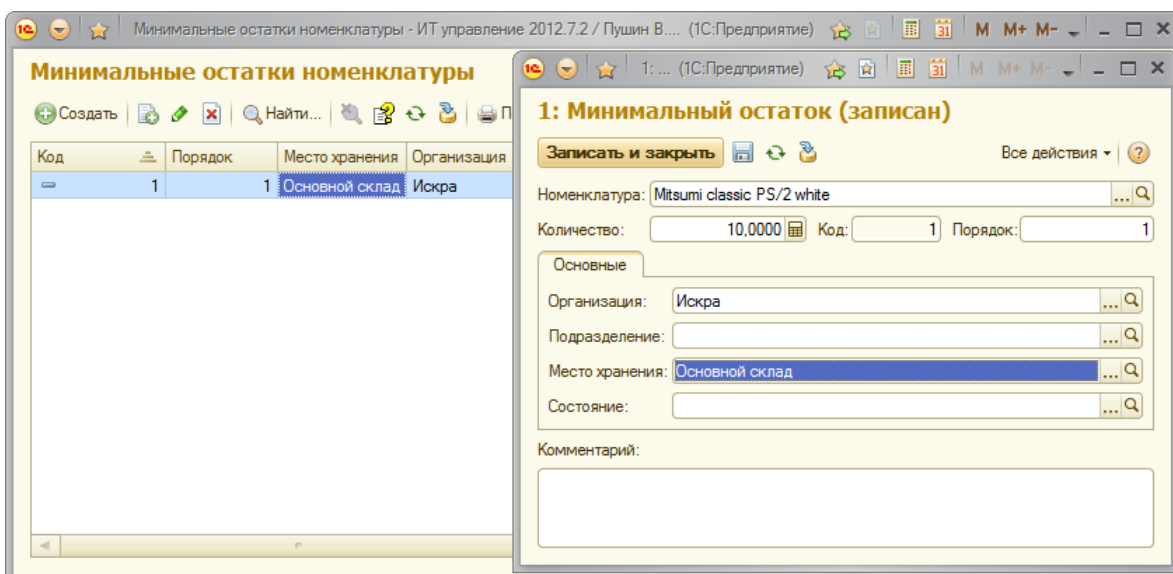 Минимальные остатки номенклатуры - ИТ управление 2012.7.2 / Пушин В.... (1С:Предприятие)
31 M M+ M-
Минимальные остатки номенклатуры
Создать Найти... П
Код Порядок Место хранения Организация
1 1 Основной склад Искра
1: ... (1С:Предприятие)
31 M M+ M-
1: Минимальный остаток (записан)
Записать и закрыть Все действия
Номенклатура: Mitsumi classic PS/2 white
Количество: 10,0000 Код: 1 Порядок: 1
Основные
Организация: Искра
Подразделение:
Место хранения: Основной склад
Состояние:
Комментарий: